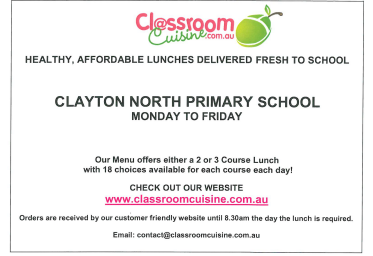 Cl@ssroom
Cuisine.com.au
HEALTHY, AFFORDABLE LUNCHES DELIVERED FRESH TO SCHOOL
CLAYTON NORTH PRIMARY SCHOOL
MONDAY TO FRIDAY
Our Menu offers either a 2 or 3 Course Lunch
with 18 choices available for each course each day!
CHECK OUT OUR WEBSITE
www.classroomcuisine.com.au
Orders are received by our customer friendly website until 8.30am the day the lunch is required.
Email: contact@classroomcuisine.com.au